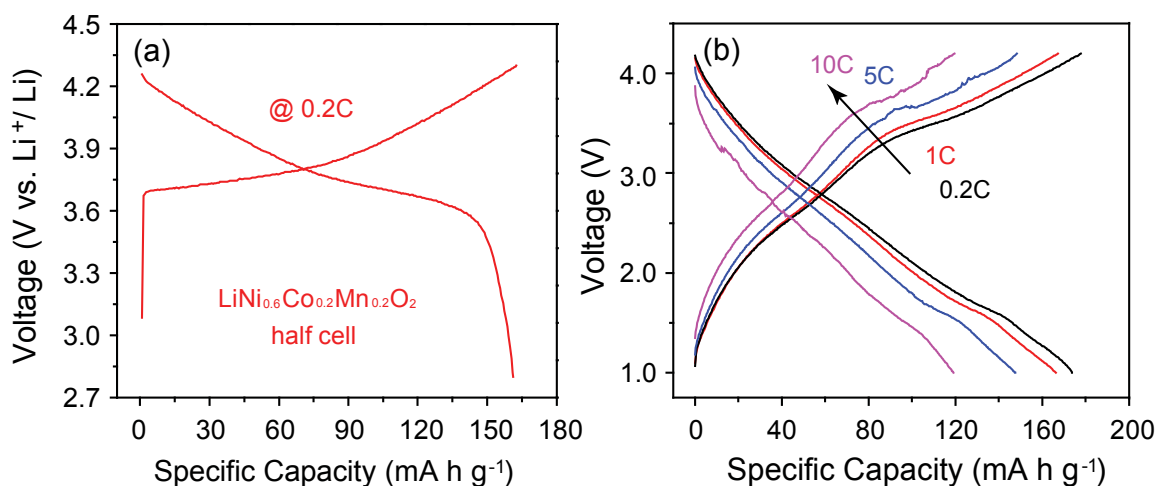 (a)
@ 0.2C
LiNi0.6Co0.2Mn0.2O2
half cell
Voltage (V vs. Li +/ Li)
4.5
4.2
3.9
3.6
3.3
3.0
2.7
0 30 60 90 120 150 180
Specific Capacity (mA h g-1)
(b)
10C 5C
1C
0.2C
Voltage (V)
4.0
3.0
2.0
1.0
0 40 80 120 160 200
Specific Capacity (mA h g-1)